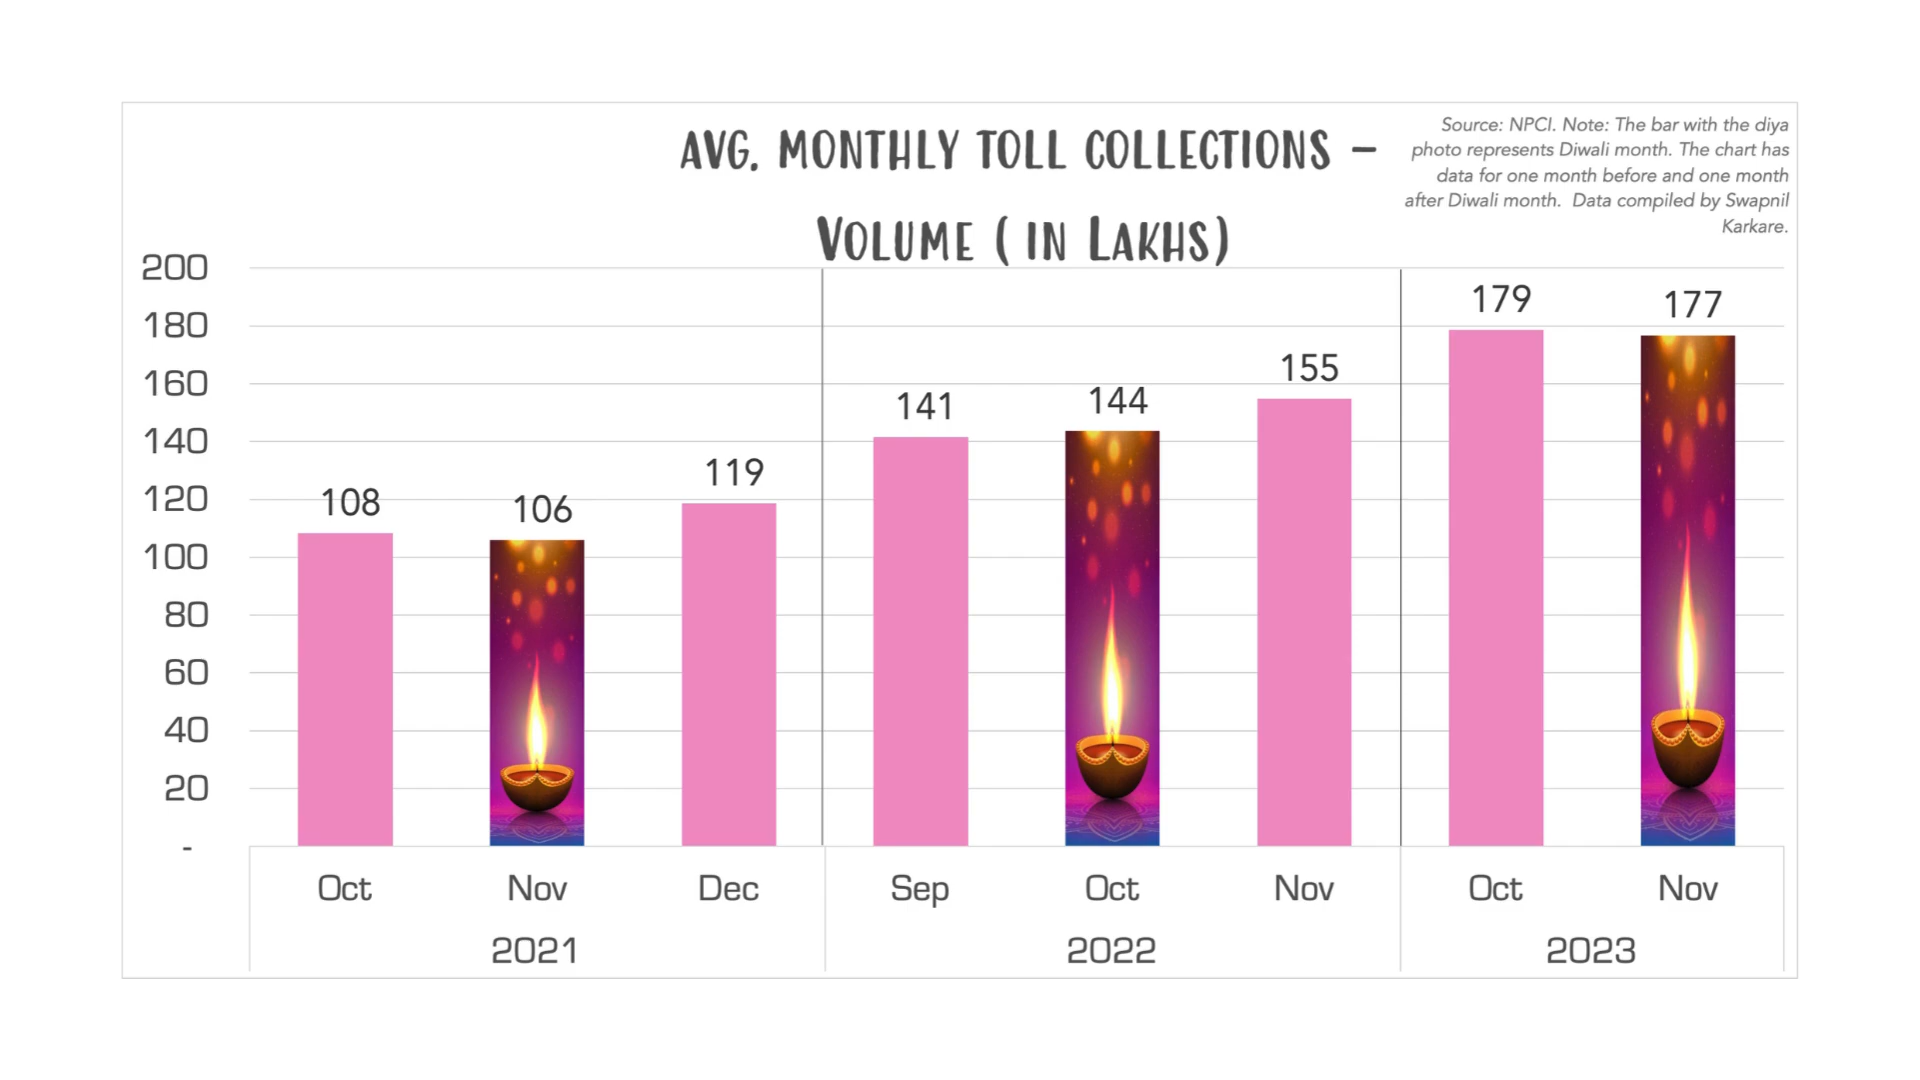 AVG. MONTHLY TOLL COLLECTIONS –
VOLUME ( IN LAKHS)
Source: NPCI. Note: The bar with the diya
photo represents Diwali month. The chart has
data for one month before and one month
after Diwali month.  Data compiled by Swapnil
Karkare.
200
180
160
140
120
100
80
60
40
20
-
108
106
119
141
144
155
179
177
Oct Nov Dec Sep Oct Nov Oct Nov
2021 2022 2023